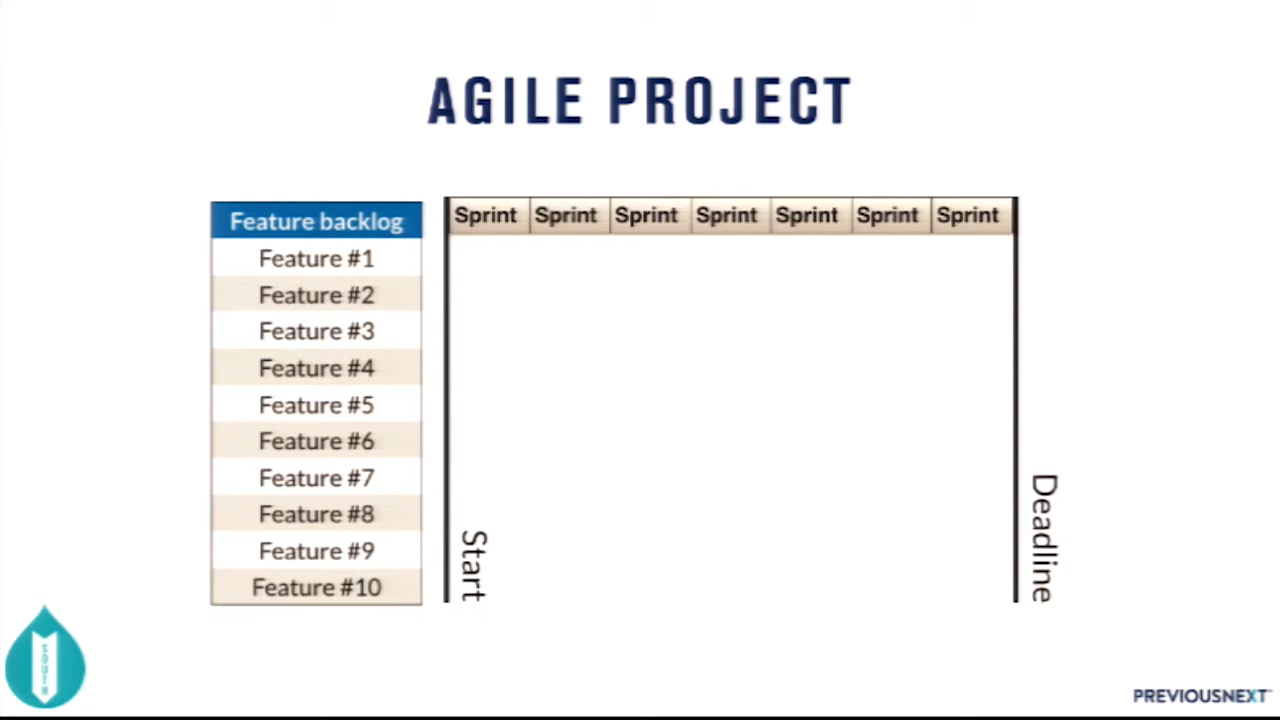 AGILE PROJECT
Feature backlog
Feature #1
Feature #2
Feature #3
Feature #4
Feature #5
Feature #6
Feature #7
Feature #8
Feature #9
Feature #10
Sprint Sprint Sprint Sprint Sprint Sprint Sprint
Start
Deadline
SOUTH
PREVIOUSNEXT